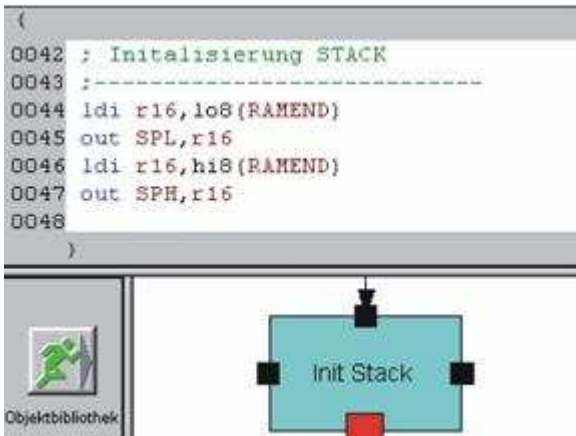 {
0042 ; Initalisierung STACK
0043 ;----------------------------
0044 ldi r16,lo8(RAMEND)
0045 out SPL,r16
0046 ldi r16,hi8(RAMEND)
0047 out SPH,r16
0048
}
Init Stack
Objektbibliothek